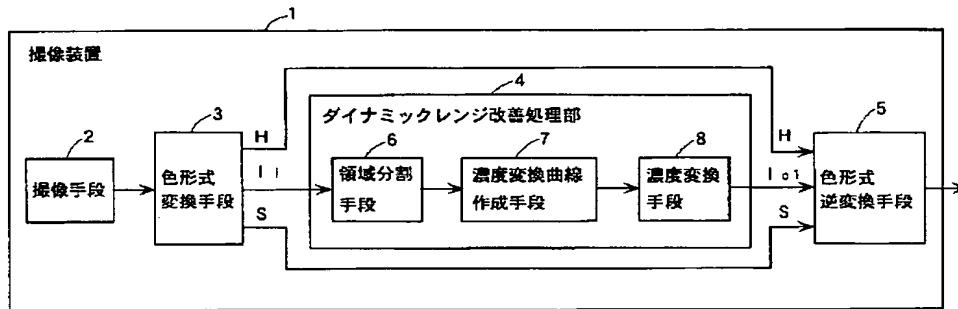 1
撮像装置
4
ダイナミックレンジ改善処理部
2
撮像手段
3
色形式
変換手段
H
I i
S
6
領域分割
手段
7
濃度変換曲線
作成手段
8
濃度変換
手段
H
I o1
S
5
色形式
逆変換手段